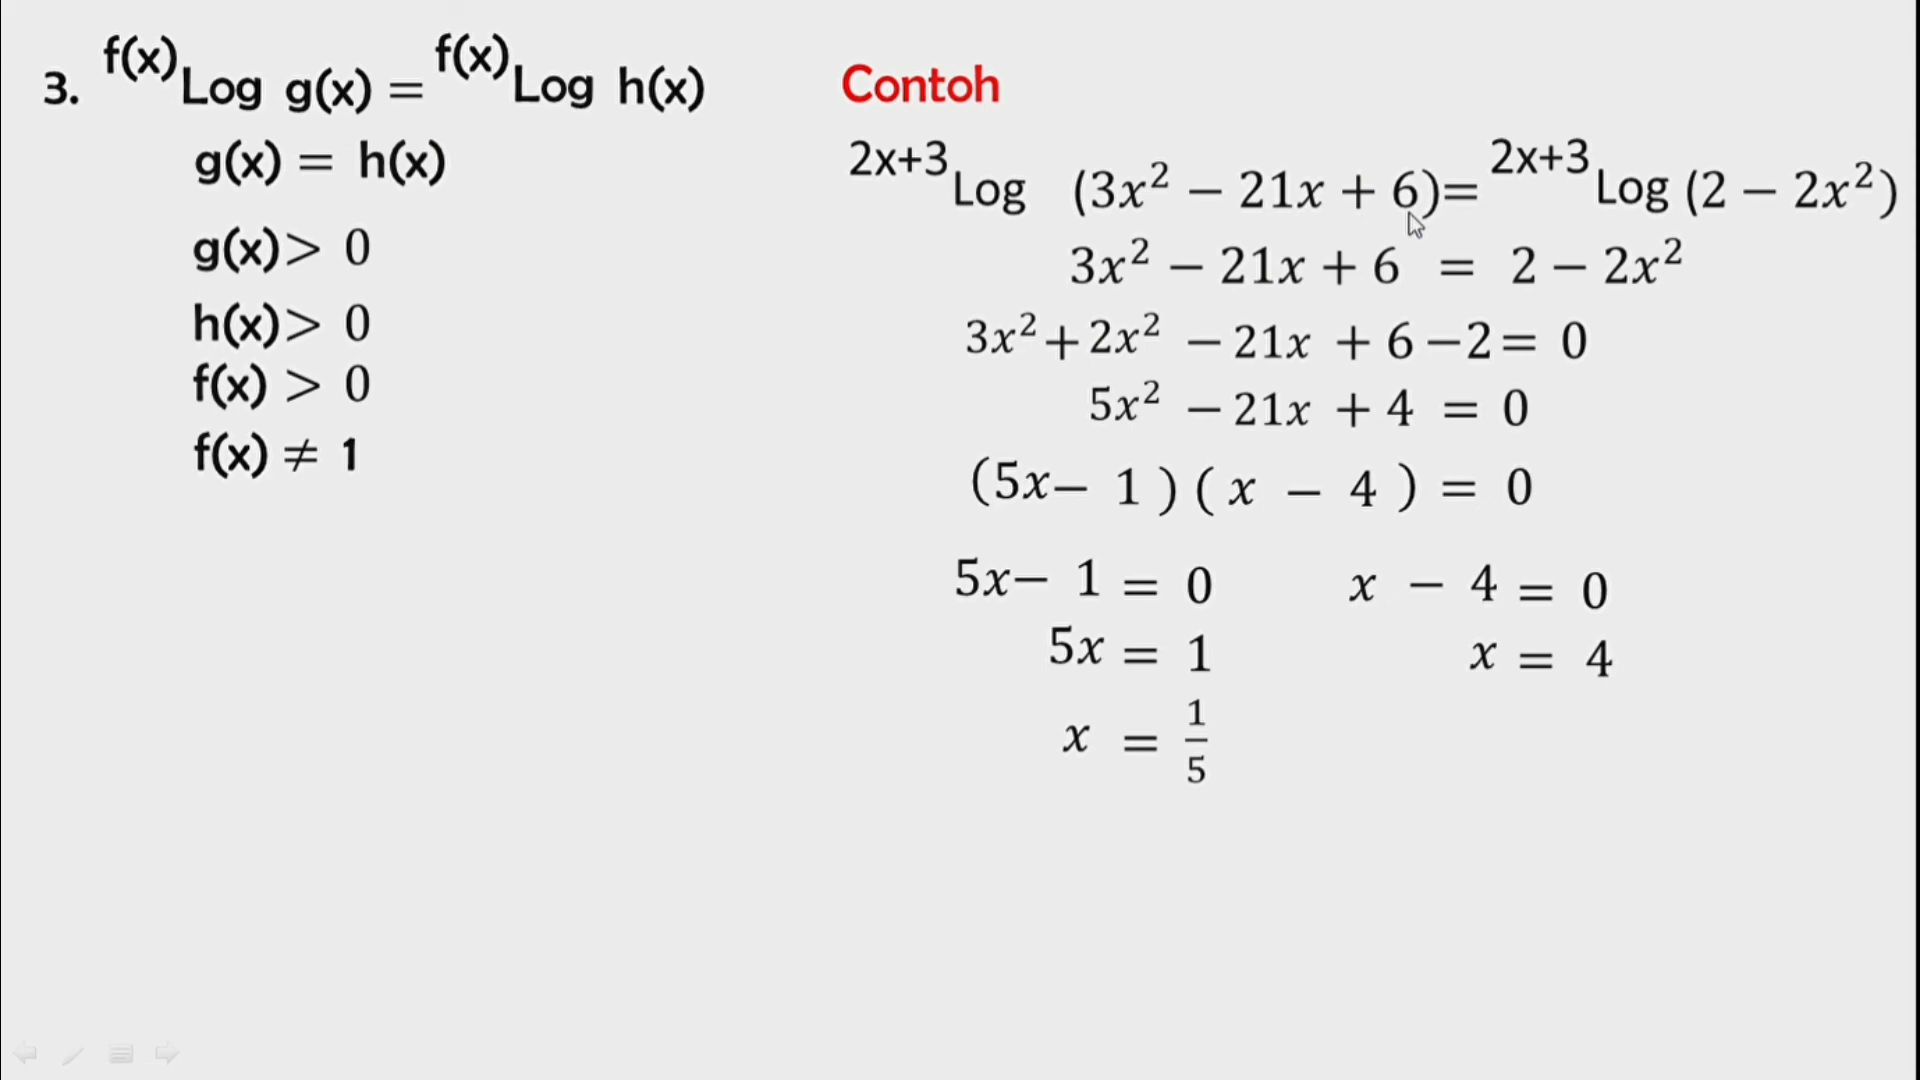 3. f(x)Log g(x) = f(x)Log h(x)
g(x) = h(x)
g(x) > 0
h(x) > 0
f(x) > 0
f(x) ≠ 1
Contoh
2x+3Log (3x² − 21x + 6)= 2x+3Log (2 − 2x²)
3x² − 21x + 6 = 2 − 2x²
3x² + 2x² − 21x + 6 −2 = 0
5x² − 21x + 4 = 0
(5x − 1 ) ( x − 4 ) = 0
5x − 1 = 0 x − 4 = 0
5x = 1 x = 4
x = 1/5